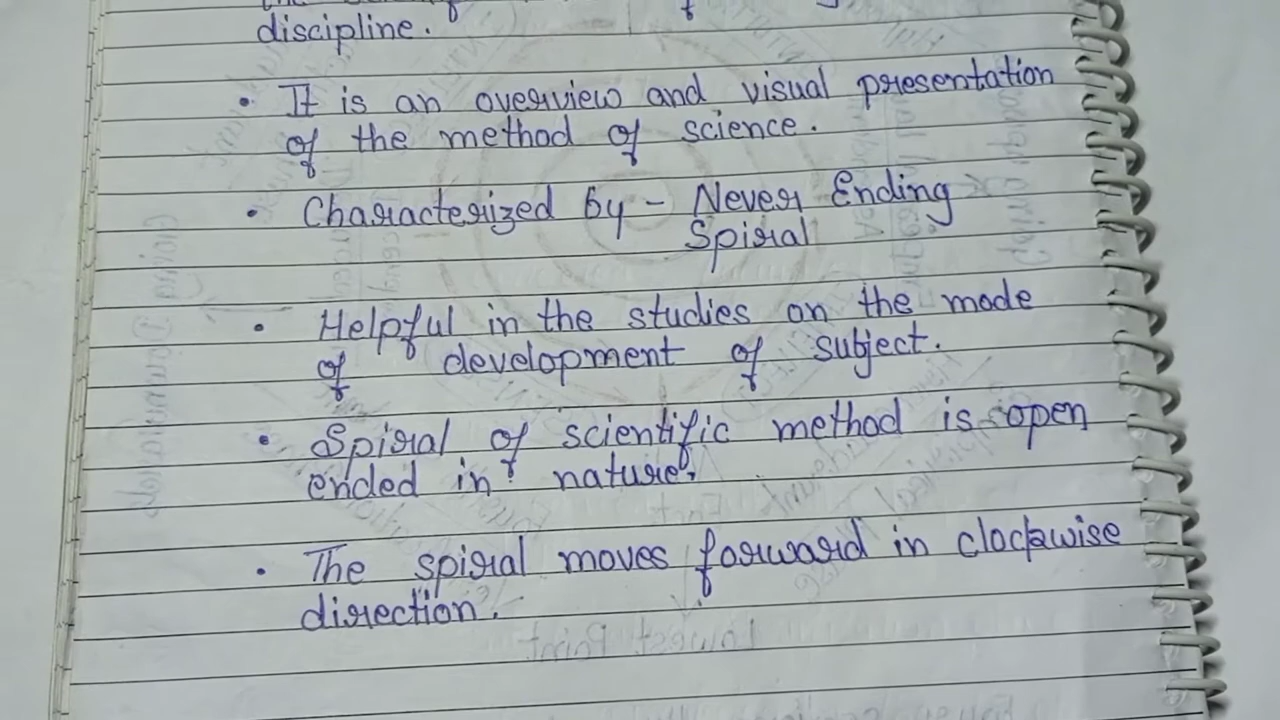 discipline.
• It is an overview and visual presentation
of the method of science.
• Characterized by - Never Ending
Spiral
• Helpful in the studies on the mode
of development of subject.
• Spiral of scientific method is open
ended in nature.
• The spiral moves forward in clockwise
direction.